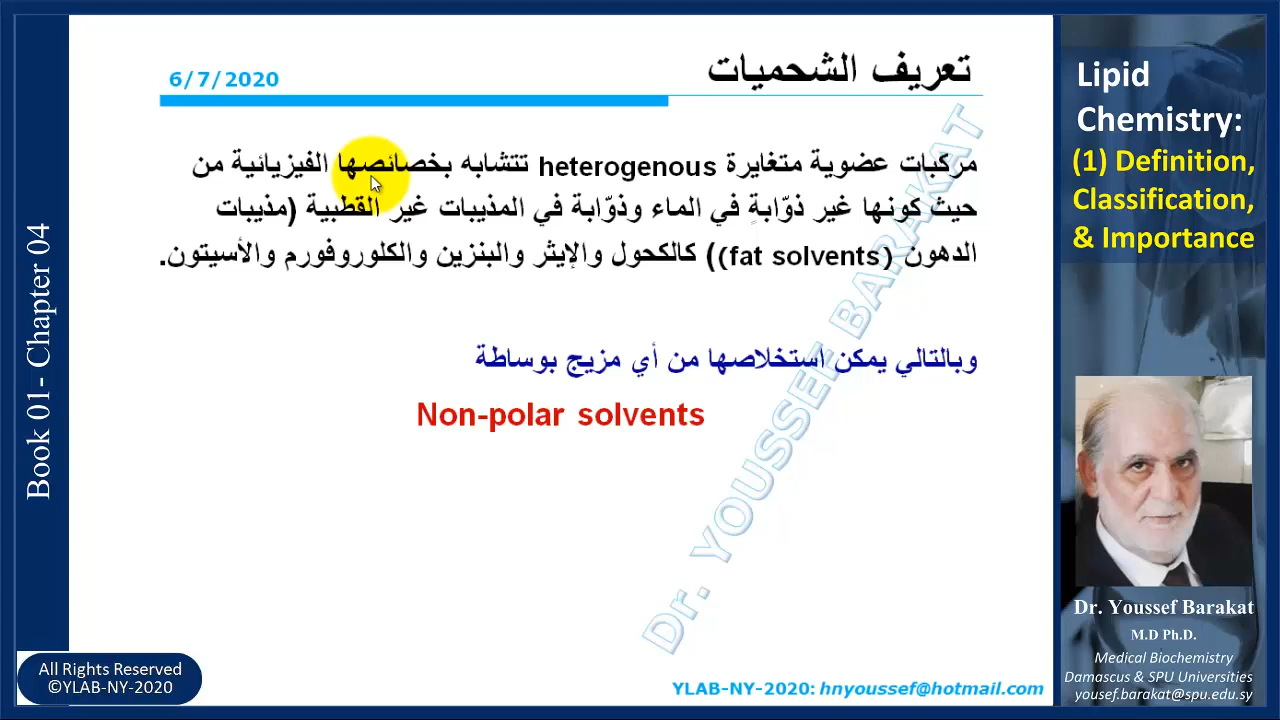 6/7/2020
تعريف الشحميات
مركبات عضوية متغايرة heterogenous تتشابه بخصائصها الفيزيائية من
حيث كونها غير ذوّابةٍ في الماء وذوّابة في المذيبات غير القطبية (مذيبات
الدهون (fat solvents)) كالكحول والإيثر والبنزين والكلوروفورم والأسيتون.
وبالتالي يمكن استخلاصها من أي مزيج بوساطة
Non-polar solvents
Dr. YOUSSEF BARAKAT
YLAB-NY-2020: hnyoussef@hotmail.com
Book 01- Chapter 04
All Rights Reserved
©YLAB-NY-2020
Lipid
Chemistry:
(1) Definition,
Classification,
& Importance
Dr. Youssef Barakat
M.D Ph.D.
Medical Biochemistry
Damascus & SPU Universities
yousef.barakat@spu.edu.sy